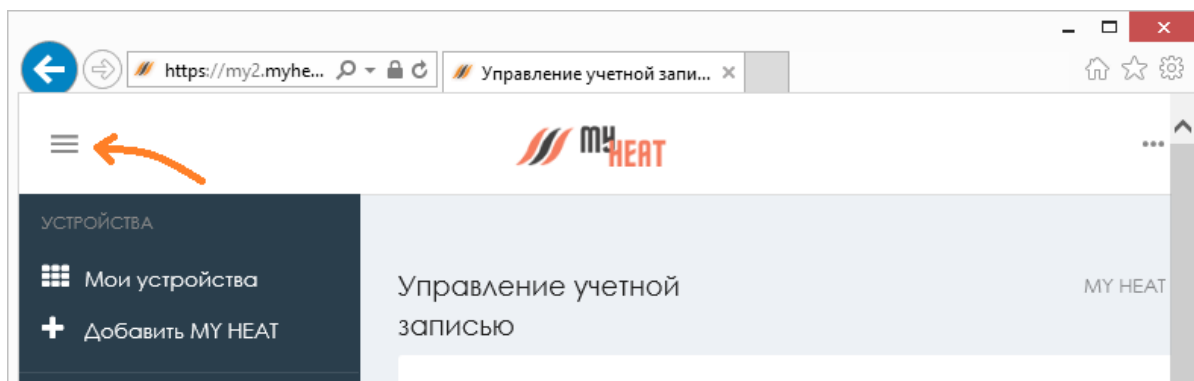 https://my2.myhe...
Управление учетной запи...
MY HEAT
УСТРОЙСТВА
Мои устройства
Добавить MY HEAT
Управление учетной
записью
MY HEAT